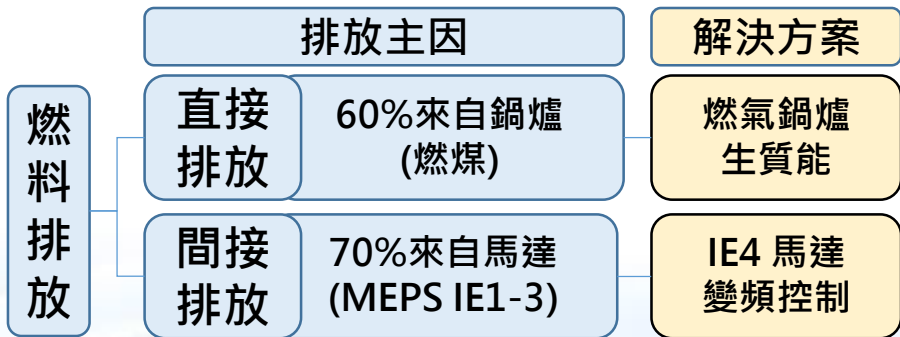 排放主因
解決方案
燃料排放
直接
排放
60%來自鍋爐
(燃煤)
燃氣鍋爐
生質能
間接
排放
70%來自馬達
(MEPS IE1-3)
IE4 馬達
變頻控制